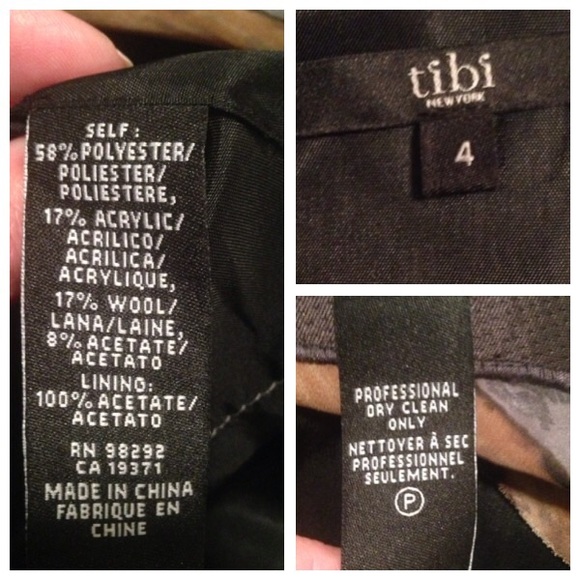 SELF:
58% POLYESTER/
POLIESTER/
POLIESTERE,
17% ACRYLIC/
ACRILICO/
ACRILICA/
ACRYLIQUE,
17% WOOL/
LANA/LAINE,
8% ACETATE/
ACETATO
LINING:
100% ACETATE/
ACETATO
RN 98292
CA 19371
MADE IN CHINA
FABRIQUE EN
CHINE
tibi
NEW YORK
4
PROFESSIONAL
DRY CLEAN
ONLY
NETTOYER À SEC
PROFESSIONNEL
SEULEMENT.
P